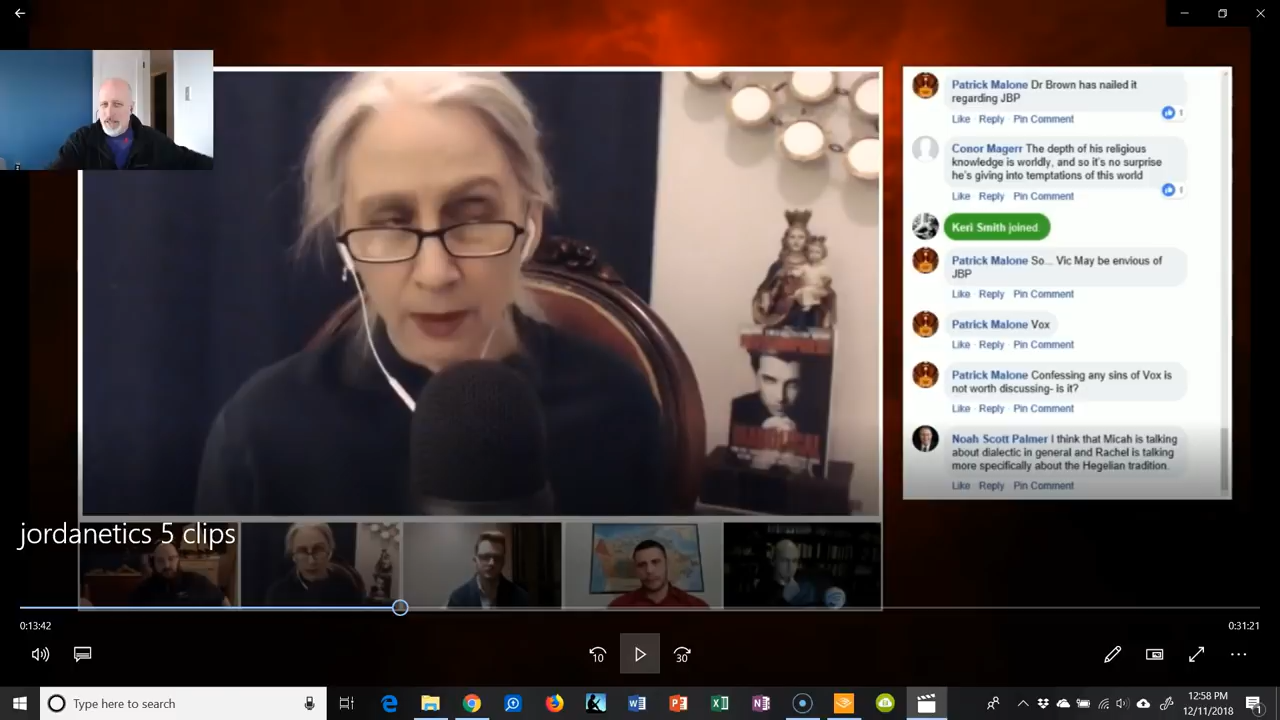 Patrick Malone Dr Brown has nailed it
regarding JBP
Like · Reply · Pin Comment
1
Conor Magerr The depth of his religious
knowledge is worldly, and so it's no surprise
he's giving into temptations of this world
1
Like · Reply · Pin Comment
Keri Smith joined.
Patrick Malone So... Vic May be envious of
JBP
Like · Reply · Pin Comment
Patrick Malone Vox
Like · Reply · Pin Comment
Patrick Malone Confessing any sins of Vox is
not worth discussing- is it?
Like · Reply · Pin Comment
Noah Scott Palmer I think that Micah is talking
about dialectic in general and Rachel is talking
more specifically about the Hegelian tradition.
Like · Reply · Pin Comment
jordanetics 5 clips
0:13:42
0:31:21
10
30
Type here to search
12:58 PM
12/11/2018